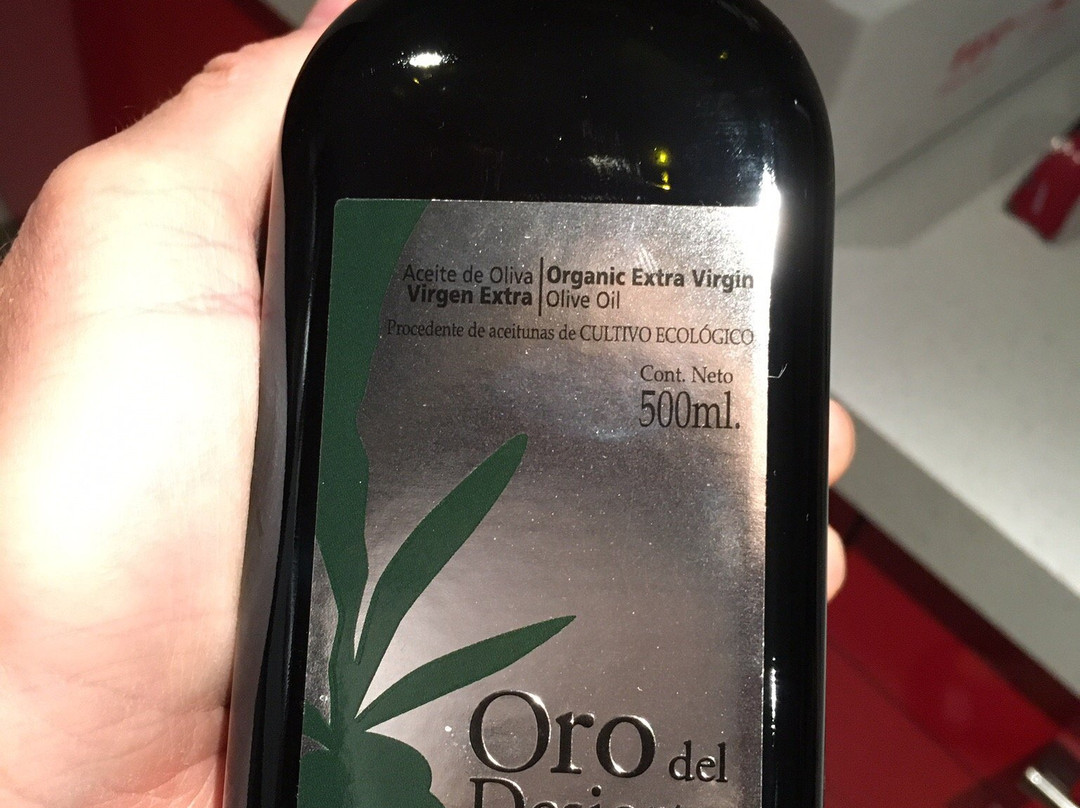 Aceite de Oliva
Virgen Extra
Organic Extra Virgin
Olive Oil
Procedente de aceitunas de CULTIVO ECOLÓGICO
Cont. Neto
500ml.
Oro del